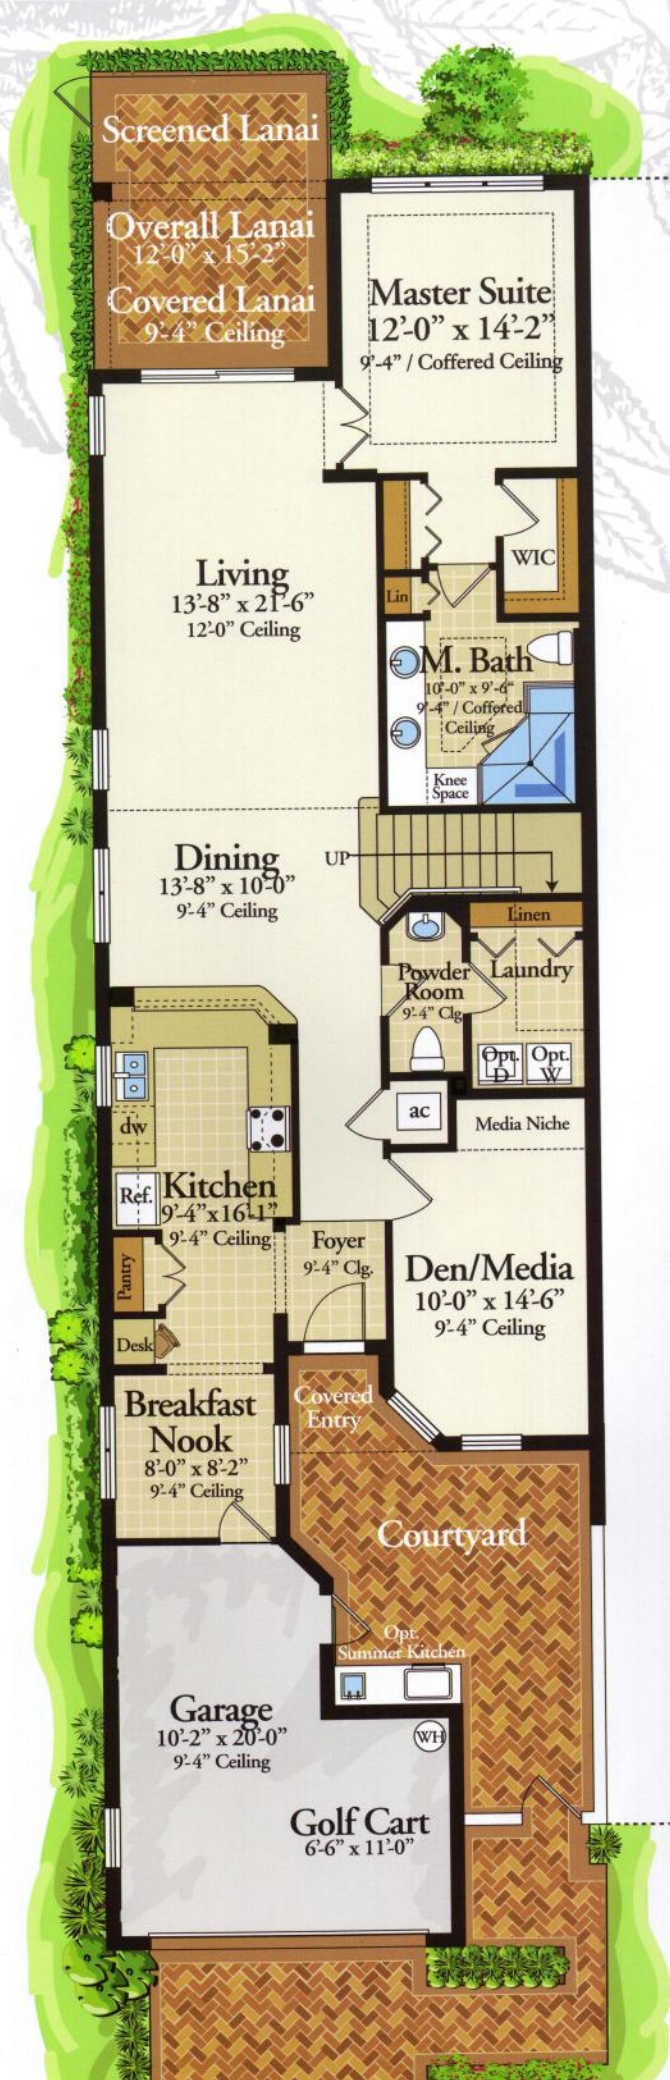 Screened Lanai
Overall Lanai
12'-0" x 15'-2"
Covered Lanai
9'-4" Ceiling
Master Suite
12'-0" x 14'-2"
9'-4" / Coffered Ceiling
WIC
Lin
Living
13'-8" x 21'-6"
12'-0" Ceiling
M. Bath
10'-0" x 9'-6"
9'-4" / Coffered
Ceiling
Knee
Space
Dining
13'-8" x 10'-0"
9'-4" Ceiling
UP
Linen
Powder
Room
9'-4" Clg.
Laundry
Opt.
D
Opt.
W
ac
Media Niche
dw
Ref.
Kitchen
9'-4"x16'-1"
9'-4" Ceiling
Pantry
Desk
Foyer
9'-4" Clg.
Den/Media
10'-0" x 14'-6"
9'-4" Ceiling
Breakfast
Nook
8'-0" x 8'-2"
9'-4" Ceiling
Covered
Entry
Courtyard
Opt.
Summer Kitchen
Garage
10'-2" x 20'-0"
9'-4" Ceiling
WH
Golf Cart
6'-6" x 11'-0"